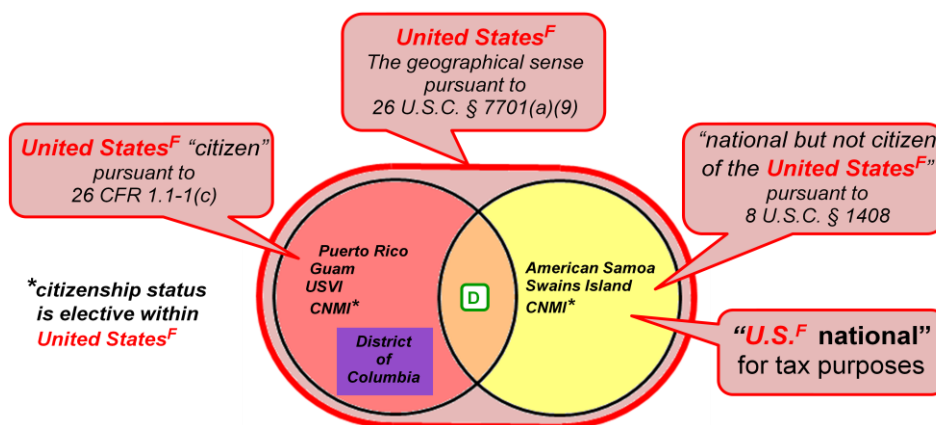 United StatesF
The geographical sense
pursuant to
26 U.S.C. § 7701(a)(9)
United StatesF “citizen”
pursuant to
26 CFR 1.1-1(c)
“national but not citizen
of the United StatesF”
pursuant to
8 U.S.C. § 1408
Puerto Rico
Guam
USVI
CNMI*
District
of
Columbia
D
American Samoa
Swains Island
CNMI*
*citizenship status
is elective within
United StatesF
“U.S.F national”
for tax purposes